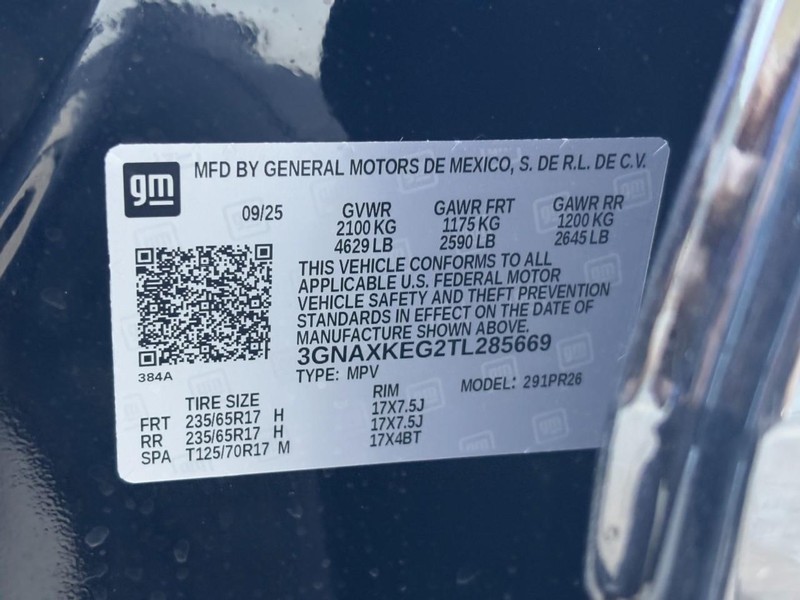 gm
MFD BY GENERAL MOTORS DE MEXICO, S. DE R.L. DE C.V.
09/25 GVWR GAWR FRT GAWR RR
2100 KG 1175 KG 1200 KG
4629 LB 2590 LB 2645 LB
THIS VEHICLE CONFORMS TO ALL
APPLICABLE U.S. FEDERAL MOTOR
VEHICLE SAFETY AND THEFT PREVENTION
STANDARDS IN EFFECT ON THE DATE OF
MANUFACTURE SHOWN ABOVE.
3GNAXKEG2TL285669
384A
TYPE: MPV MODEL: 291PR26
TIRE SIZE RIM
FRT 235/65R17 H 17X7.5J
RR 235/65R17 H 17X7.5J
SPA T125/70R17 M 17X4BT